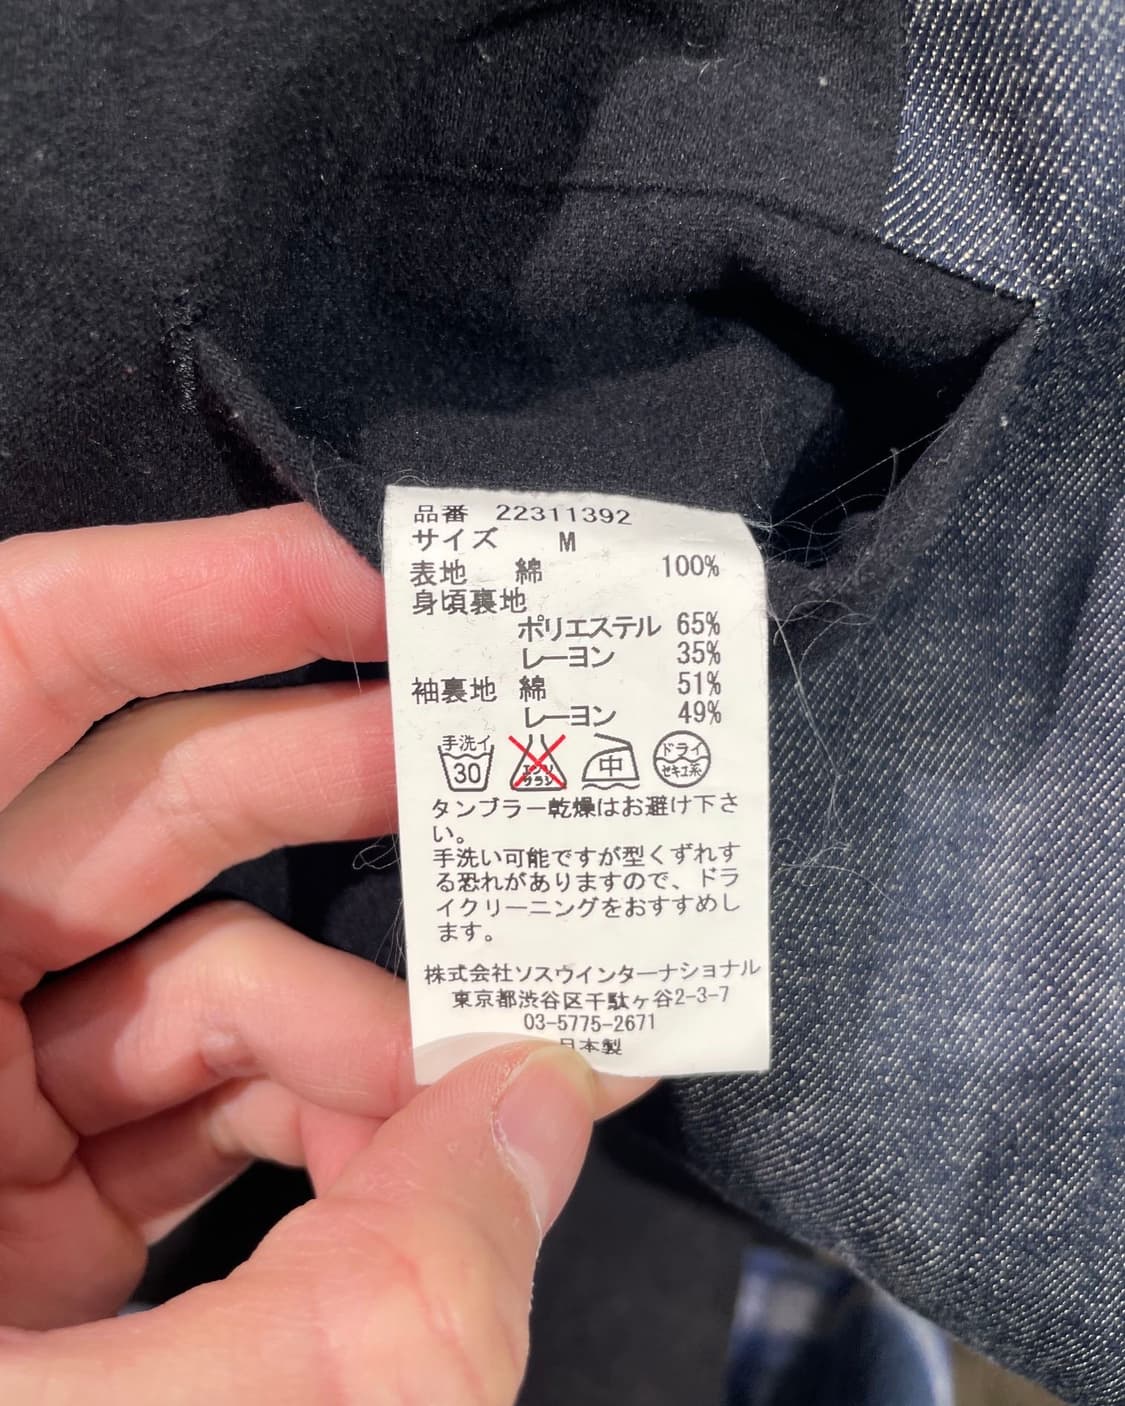 品番 22311392
サイズ M
表地 綿 100%
身頃裏地
ポリエステル 65%
レーヨン 35%
袖裏地 綿 51%
レーヨン 49%
手洗イ 30 エンソ サラシ 中 ドライ セキユ系
タンブラー乾燥はお避け下さ
い。
手洗い可能ですが型くずれす
る恐れがありますので、ドラ
イクリーニングをおすすめし
ます。
株式会社ソスウインターナショナル
東京都渋谷区千駄ヶ谷2-3-7
03-5775-2671
日本製